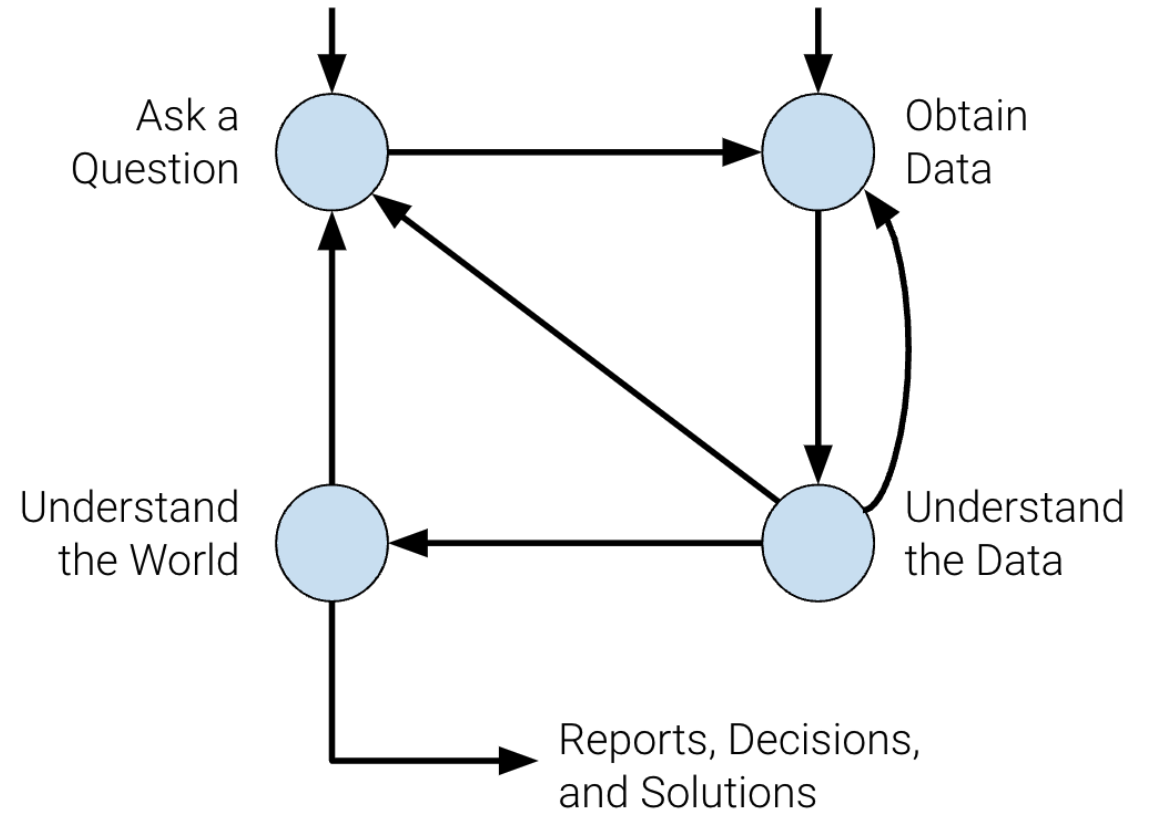 Ask a
Question
Obtain
Data
Understand
the World
Understand
the Data
Reports, Decisions,
and Solutions